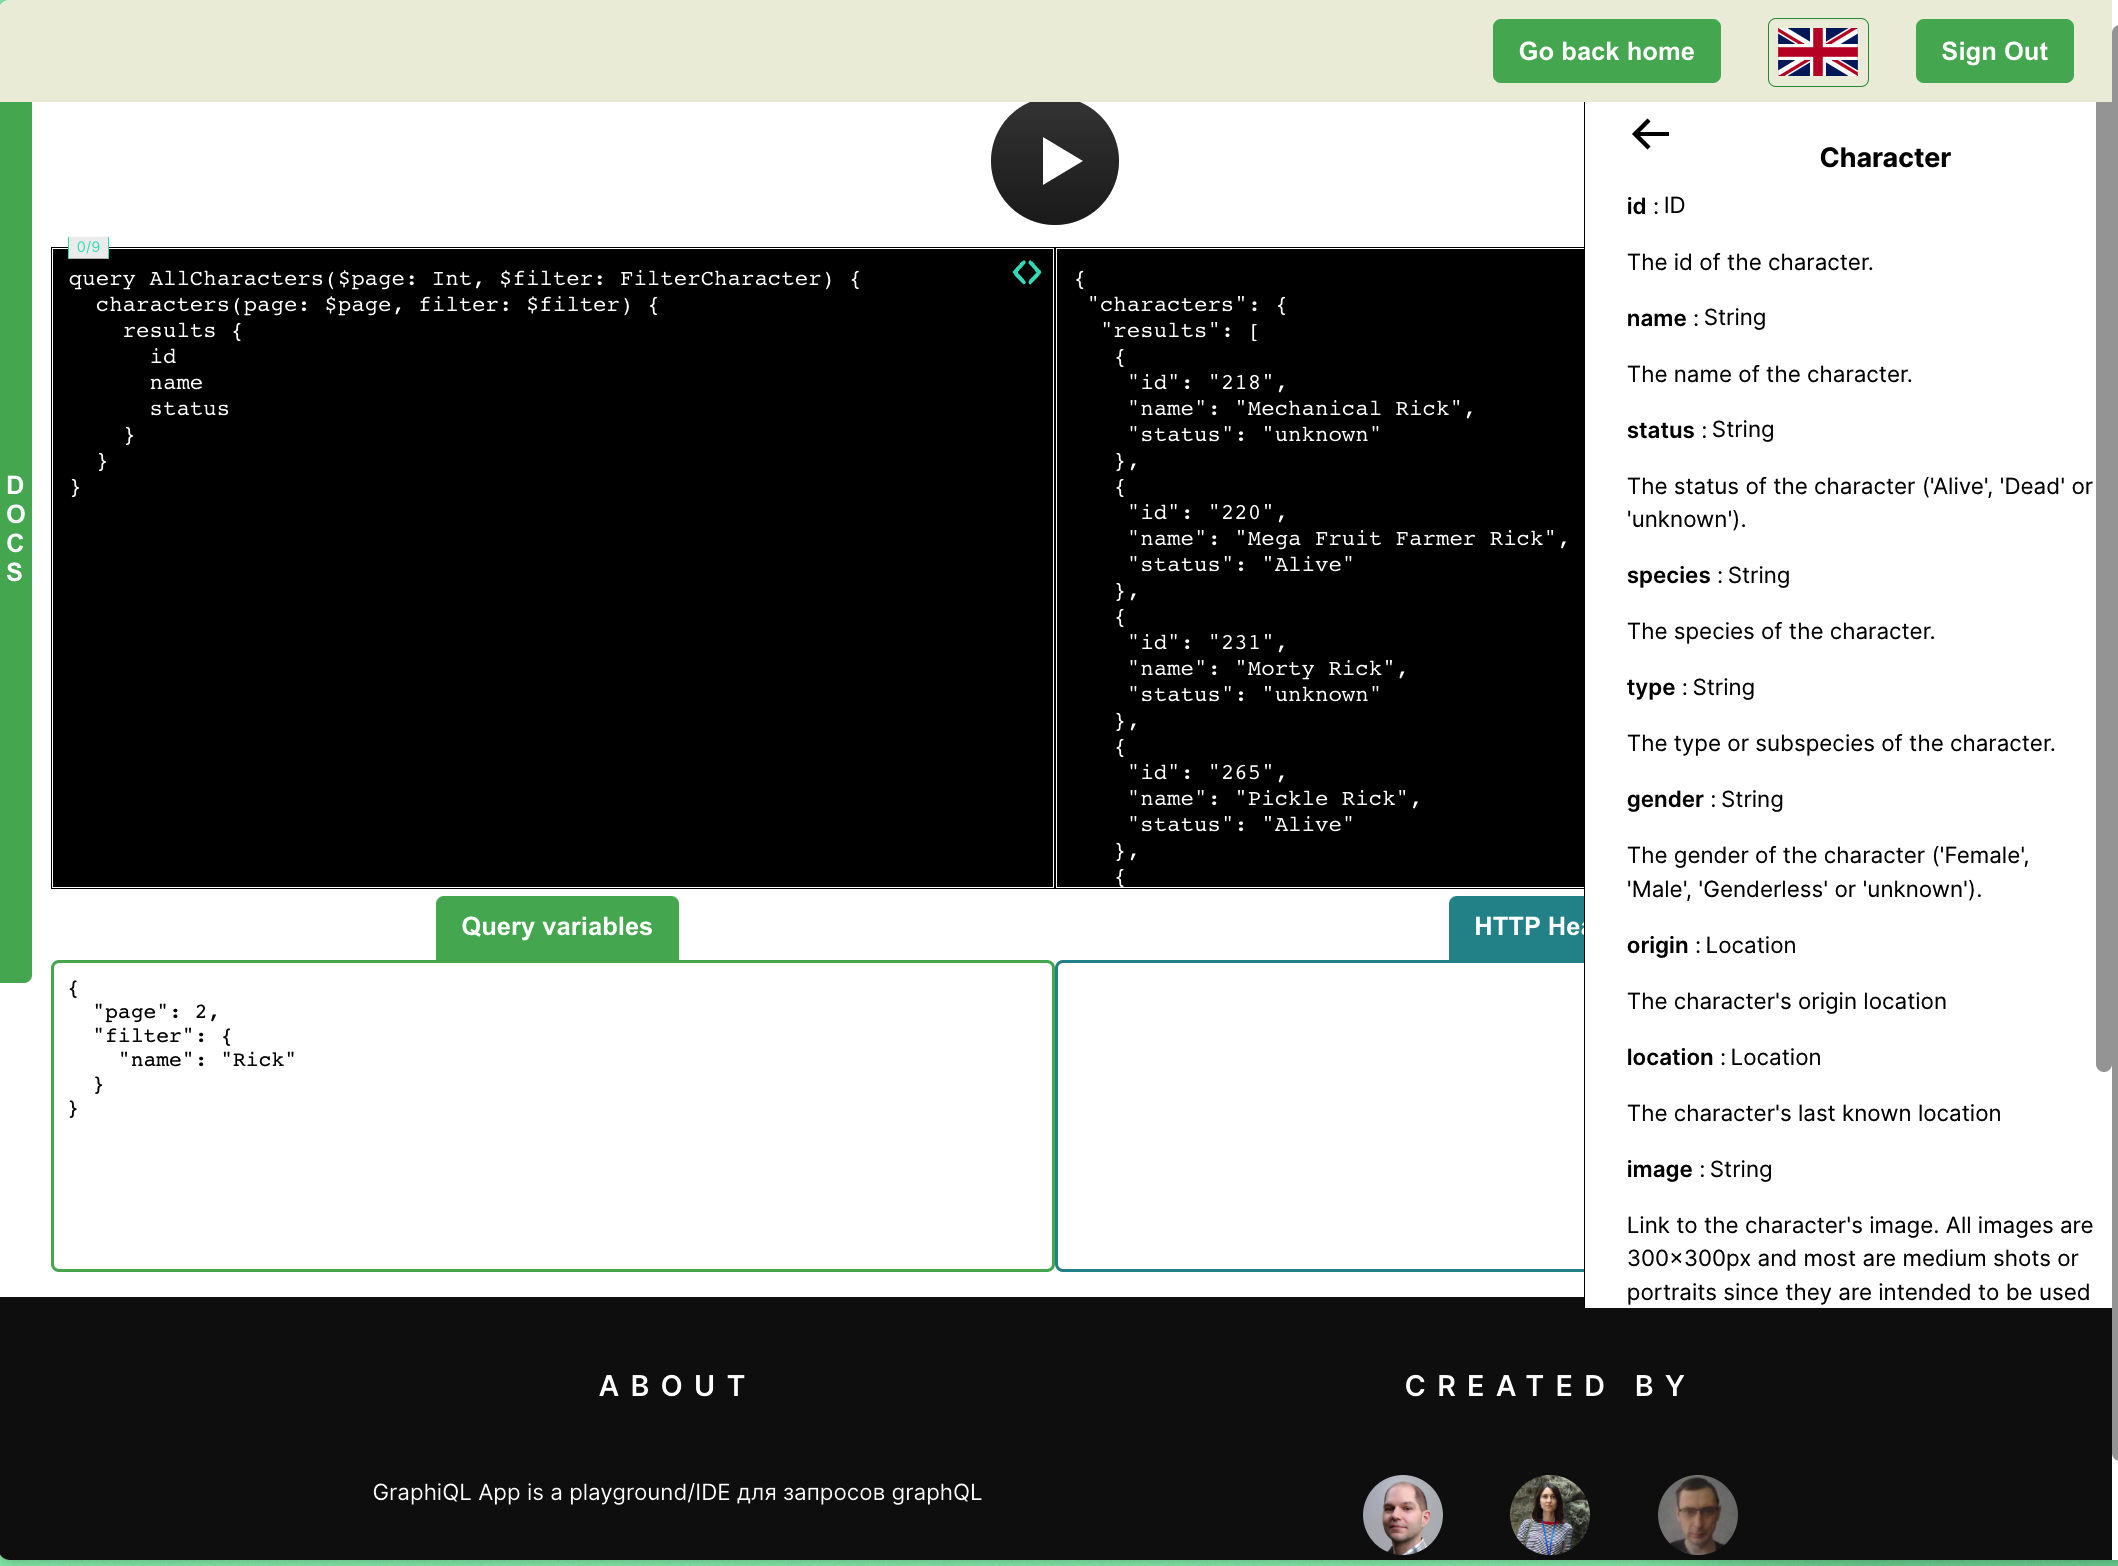 Go back home
Sign Out
D
O
C
S
0/9
query AllCharacters($page: Int, $filter: FilterCharacter) {
  characters(page: $page, filter: $filter) {
    results {
      id
      name
      status
    }
  }
}
{
 "characters": {
  "results": [
   {
    "id": "218",
    "name": "Mechanical Rick",
    "status": "unknown"
   },
   {
    "id": "220",
    "name": "Mega Fruit Farmer Rick",
    "status": "Alive"
   },
   {
    "id": "231",
    "name": "Morty Rick",
    "status": "unknown"
   },
   {
    "id": "265",
    "name": "Pickle Rick",
    "status": "Alive"
   },
   {
Query variables
{
  "page": 2,
  "filter": {
    "name": "Rick"
  }
}
HTTP Hea
Character
id : ID
The id of the character.
name : String
The name of the character.
status : String
The status of the character ('Alive', 'Dead' or
'unknown').
species : String
The species of the character.
type : String
The type or subspecies of the character.
gender : String
The gender of the character ('Female',
'Male', 'Genderless' or 'unknown').
origin : Location
The character's origin location
location : Location
The character's last known location
image : String
Link to the character's image. All images are
300×300px and most are medium shots or
portraits since they are intended to be used
ABOUT
GraphiQL App is a playground/IDE для запросов graphQL
CREATED BY